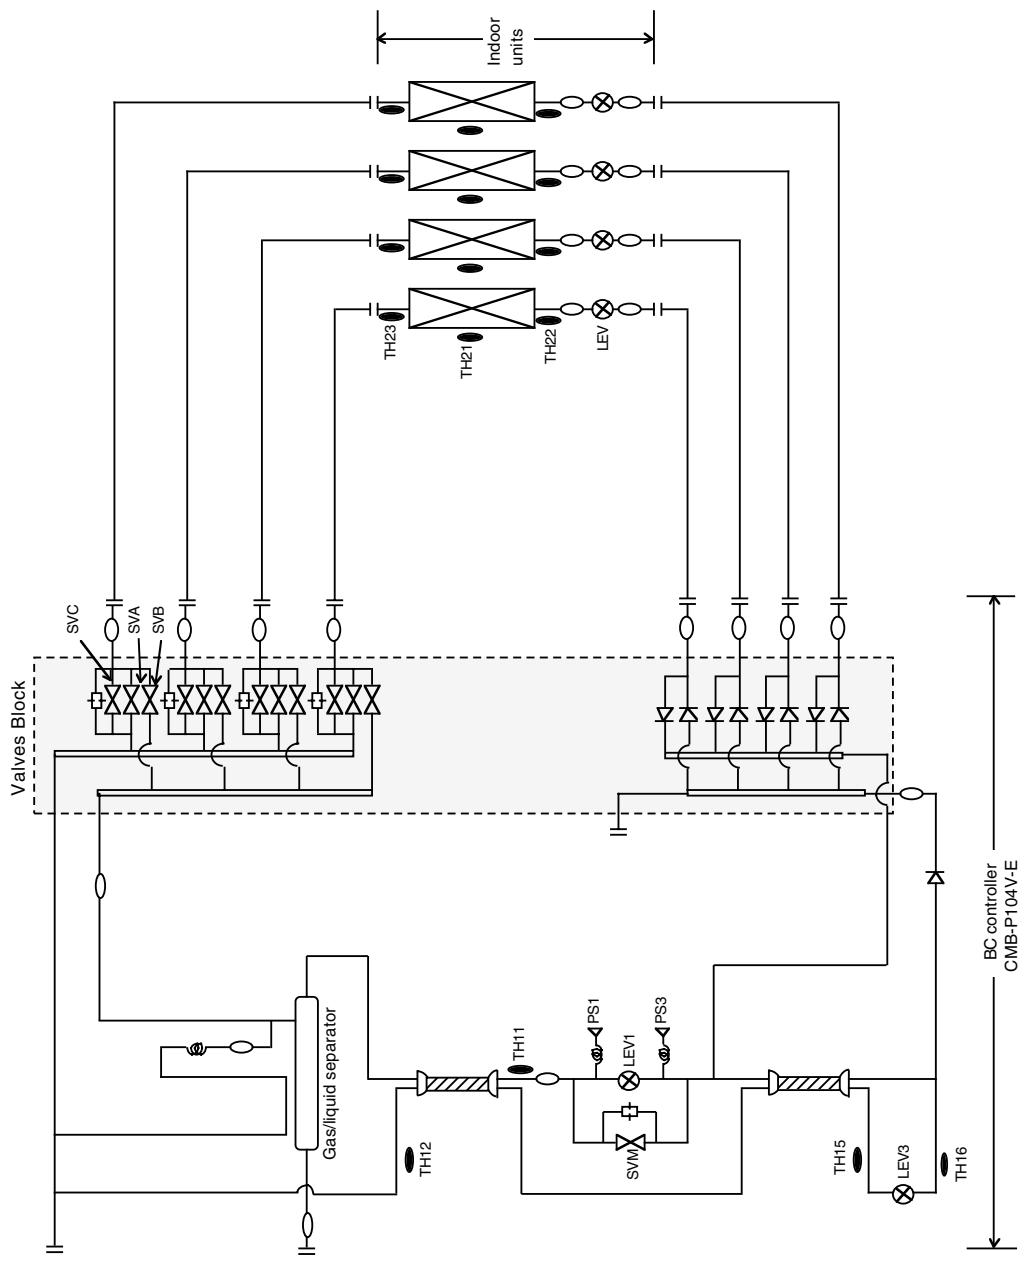 Indoor
units
TH23
TH21
TH22
LEV
SVC
SVA
SVB
Valves Block
BC controller
CMB-P104V-E
Gas/liquid separator
TH11
PS1
PS3
LEV1
SVM
TH12
TH15
LEV3
TH16